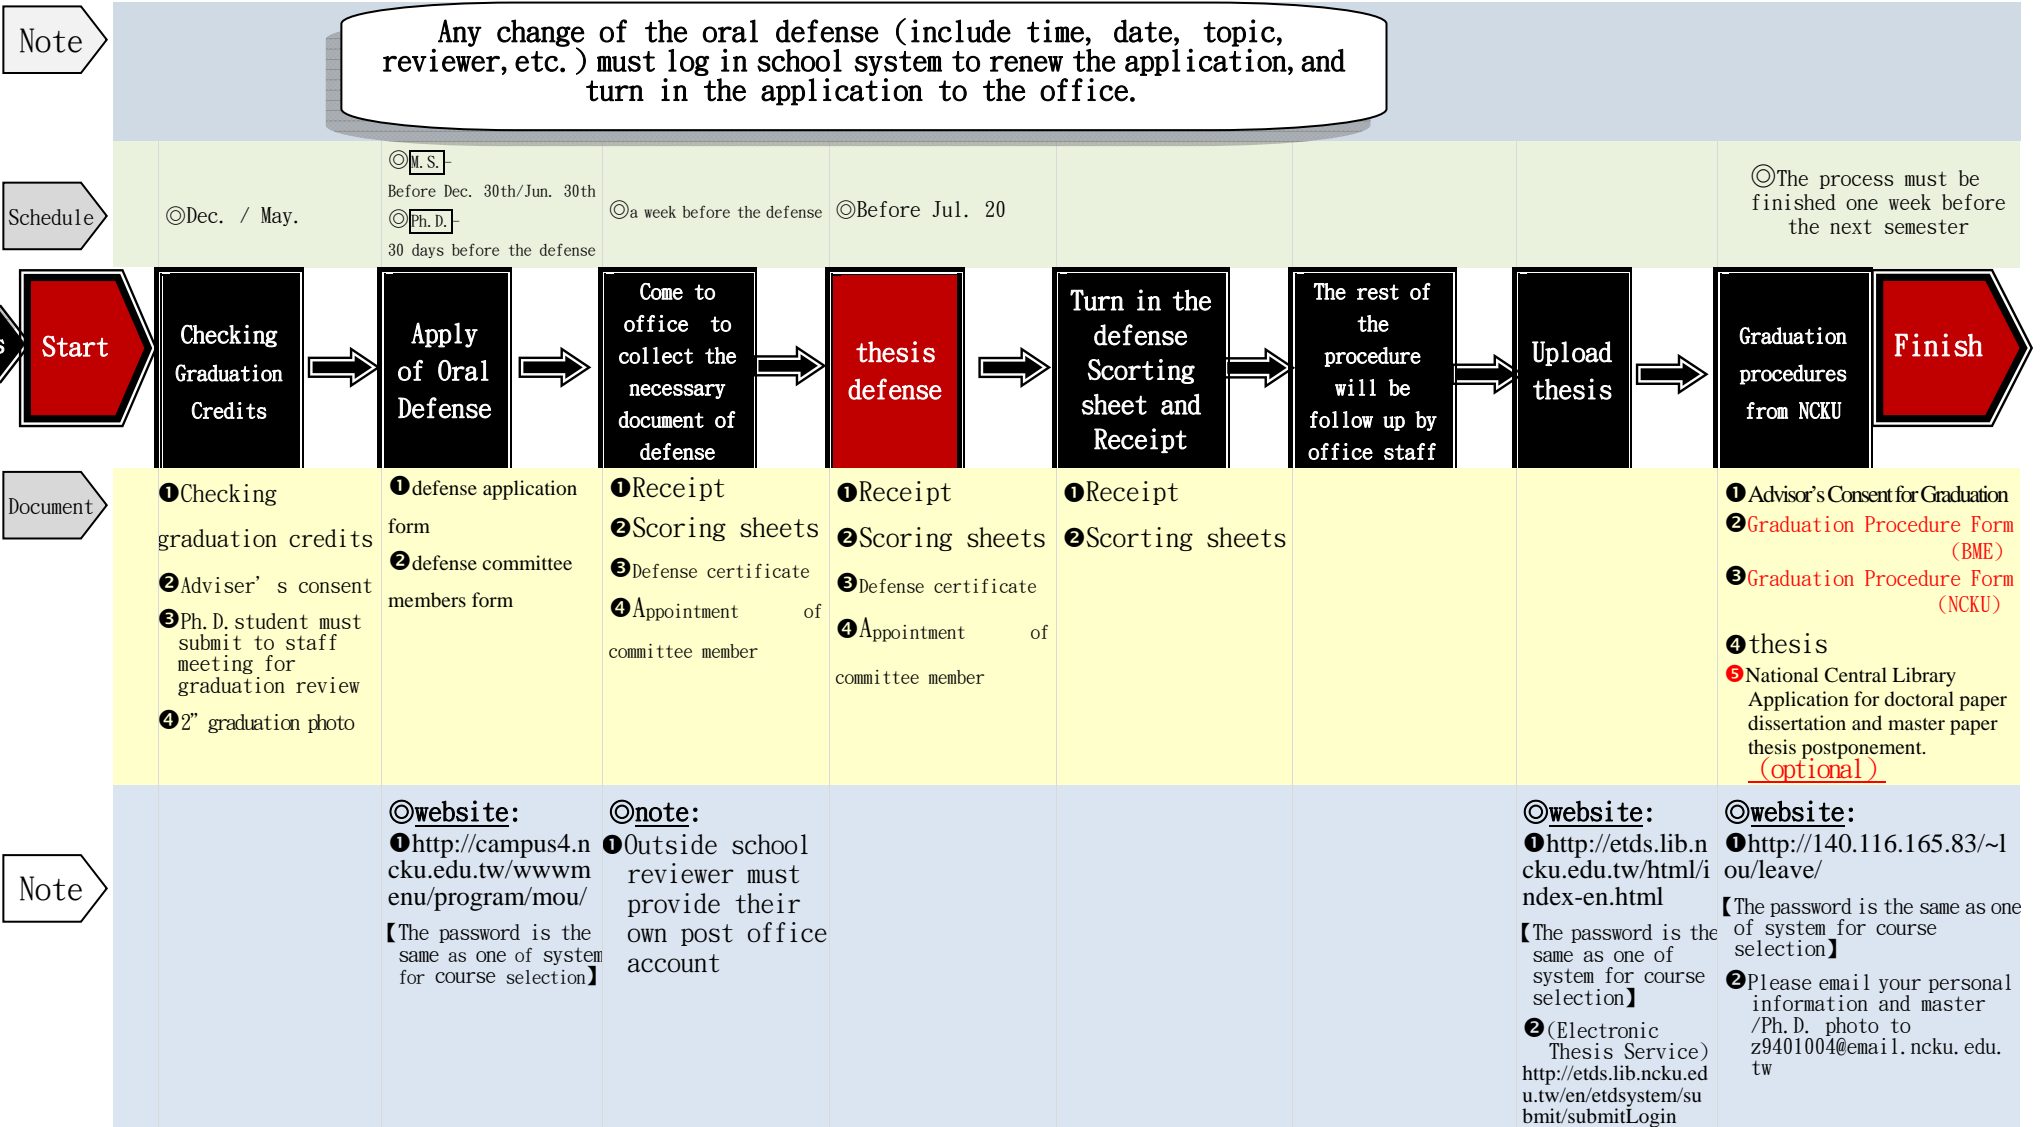 Note
Any change of the oral defense (include time, date, topic,
reviewer,etc.) must log in school system to renew the application,and
turn in the application to the office.
Schedule
◎Dec. / May.
◎M.S.-
Before Dec. 30th/Jun. 30th
◎Ph.D.-
30 days before the defense
◎a week before the defense
◎Before Jul. 20
◎The process must be
finished one week before
the next semester
s
Start
Checking
Graduation
Credits
Apply
of Oral
Defense
Come to
office to
collect the
necessary
document of
defense
thesis
defense
Turn in the
defense
Scorting
sheet and
Receipt
The rest of
the
procedure
will be
follow up by
office staff
Upload
thesis
Graduation
procedures
from NCKU
Finish
Document
❶Checking
graduation credits
❷Adviser’s consent
❸Ph.D.student must
submit to staff
meeting for
graduation review
❹2” graduation photo
❶defense application
form
❷defense committee
members form
❶Receipt
❷Scoring sheets
❸Defense certificate
❹Appointment of
committee member
❶Receipt
❷Scoring sheets
❸Defense certificate
❹Appointment of
committee member
❶Receipt
❷Scorting sheets
❶Advisor’s Consent for Graduation
❷Graduation Procedure Form
(BME)
❸Graduation Procedure Form
(NCKU)
❹thesis
❺National Central Library
Application for doctoral paper
dissertation and master paper
thesis postponement.
(optional)
Note
◎website:
❶http://campus4.n
cku.edu.tw/wwwm
enu/program/mou/
【The password is the
same as one of system
for course selection】
◎note:
❶Outside school
reviewer must
provide their
own post office
account
◎website:
❶http://etds.lib.n
cku.edu.tw/html/i
ndex-en.html
【The password is the
same as one of
system for course
selection】
❷(Electronic
Thesis Service)
http://etds.lib.ncku.ed
u.tw/en/etdsystem/su
bmit/submitLogin
◎website:
❶http://140.116.165.83/~l
ou/leave/
【The password is the same as one
of system for course
selection】
❷Please email your personal
information and master
/Ph.D. photo to
z9401004@email.ncku.edu.
tw